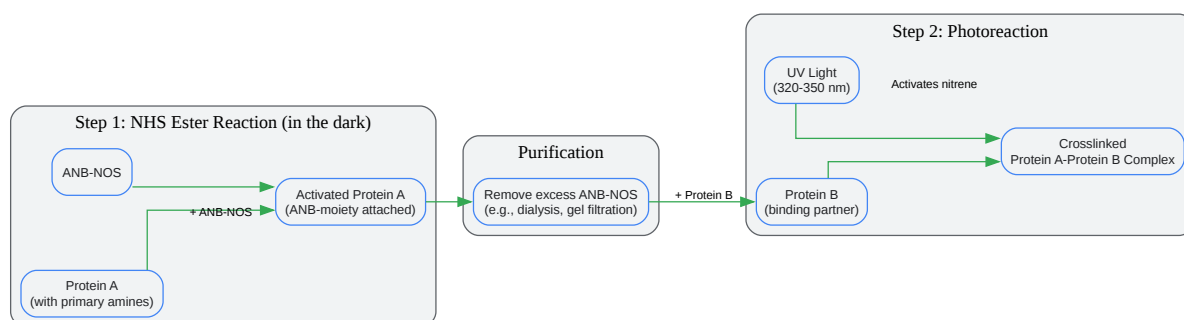 Step 1: NHS Ester Reaction (in the dark)
ANB-NOS
+ ANB-NOS
Protein A
(with primary amines)
Activated Protein A
(ANB-moiety attached)
Purification
Remove excess ANB-NOS
(e.g., dialysis, gel filtration)
+ Protein B
Step 2: Photoreaction
UV Light
(320-350 nm)
Activates nitrene
Protein B
(binding partner)
Crosslinked
Protein A-Protein B Complex